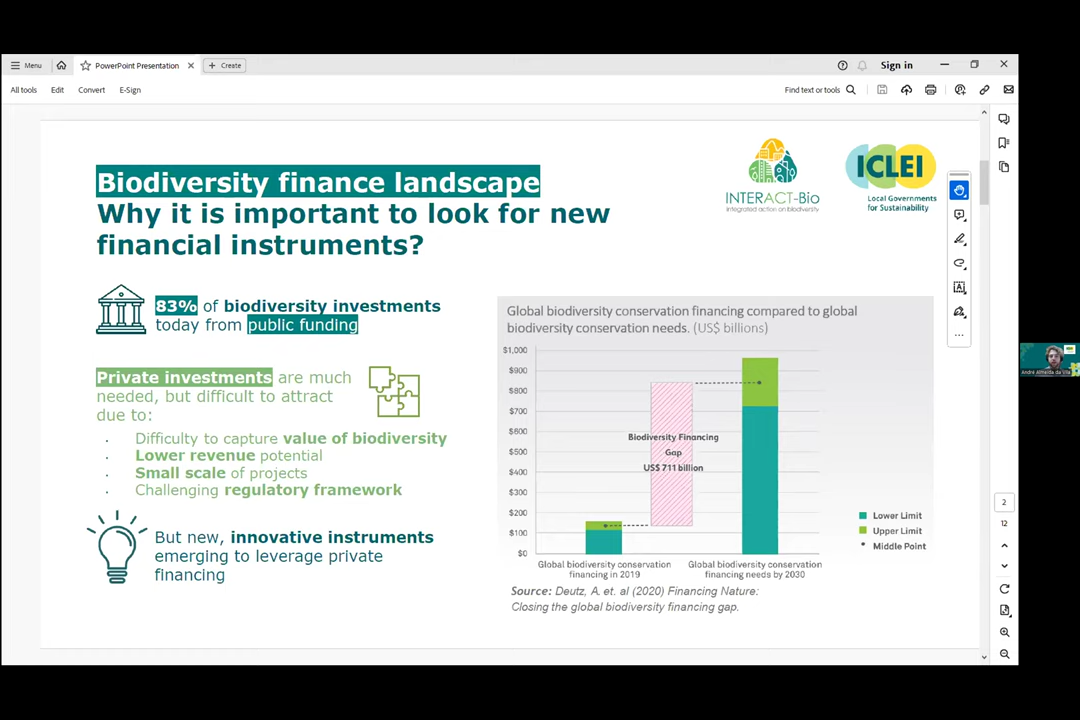 Menu
PowerPoint Presentation
Create
Sign in
All tools
Edit
Convert
E-Sign
Find text or tools
Biodiversity finance landscape
Why it is important to look for new
financial instruments?
INTERACT-Bio
integrated action on biodiversity
ICLEI
Local Governments
for Sustainability
83% of biodiversity investments
today from public funding
Private investments are much
needed, but difficult to attract
due to:
· Difficulty to capture value of biodiversity
· Lower revenue potential
· Small scale of projects
· Challenging regulatory framework
But new, innovative instruments
emerging to leverage private
financing
Global biodiversity conservation financing compared to global
biodiversity conservation needs. (US$ billions)
$1,000
$900
$800
$700
$600
$500
$400
$300
$200
$100
$0
Biodiversity Financing
Gap
US$ 711 billion
Global biodiversity conservation
financing in 2019
Global biodiversity conservation
financing needs by 2030
Lower Limit
Upper Limit
Middle Point
Source: Deutz, A. et. al (2020) Financing Nature:
Closing the global biodiversity financing gap.
2
12
André Almeida da Vila